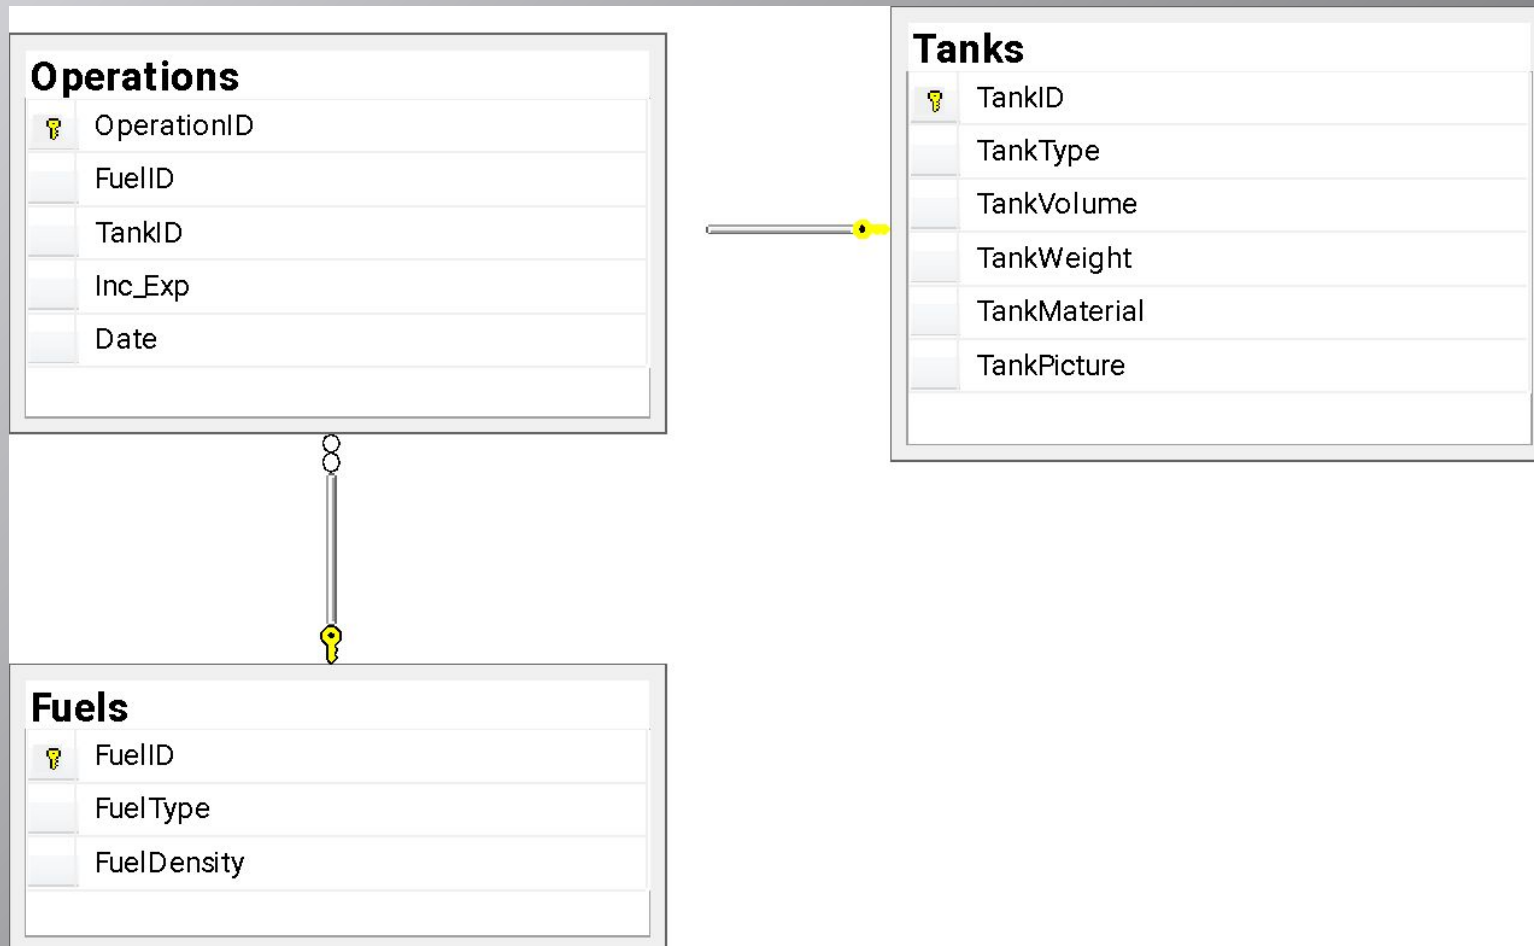 Operations
OperationID
FuelID
TankID
Inc_Exp
Date
Tanks
TankID
TankType
TankVolume
TankWeight
TankMaterial
TankPicture
Fuels
FuelID
FuelType
FuelDensity